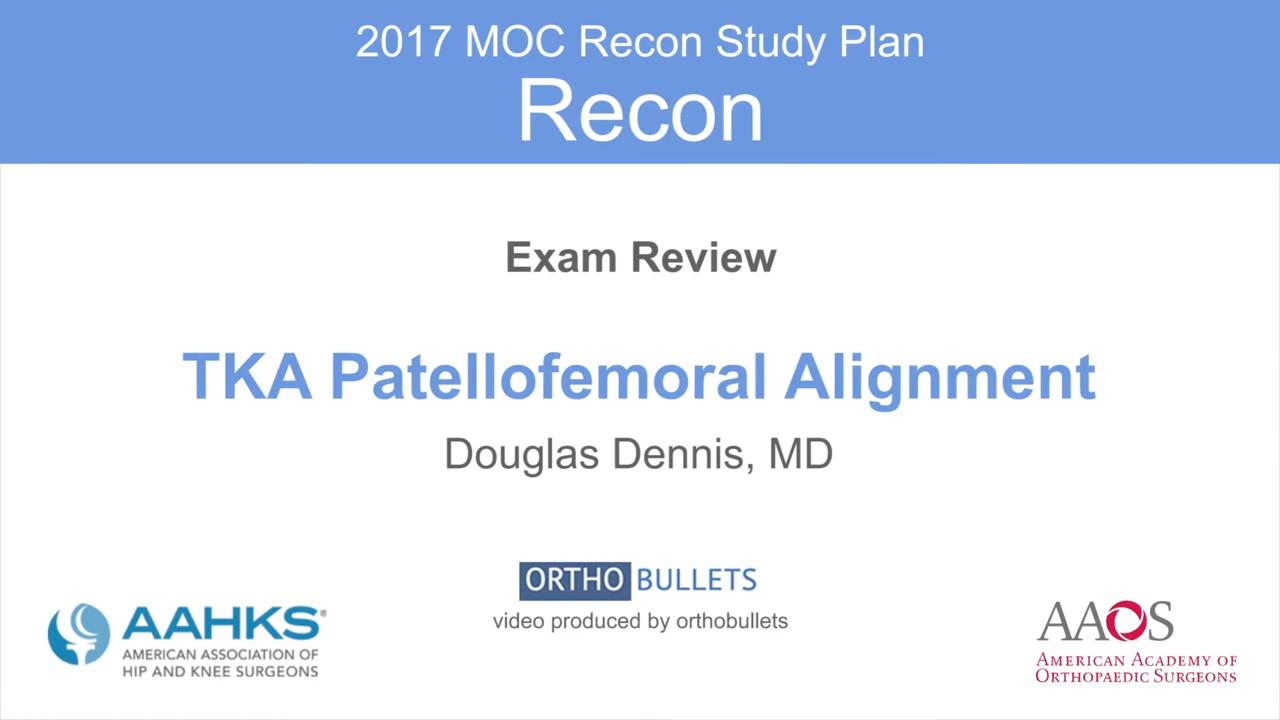 2017 MOC Recon Study Plan
Recon
Exam Review
TKA Patellofemoral Alignment
Douglas Dennis, MD
ORTHO BULLETS
video produced by orthobullets
AAHKS®
AMERICAN ASSOCIATION OF
HIP AND KNEE SURGEONS
AAOS
AMERICAN ACADEMY OF
ORTHOPAEDIC SURGEONS